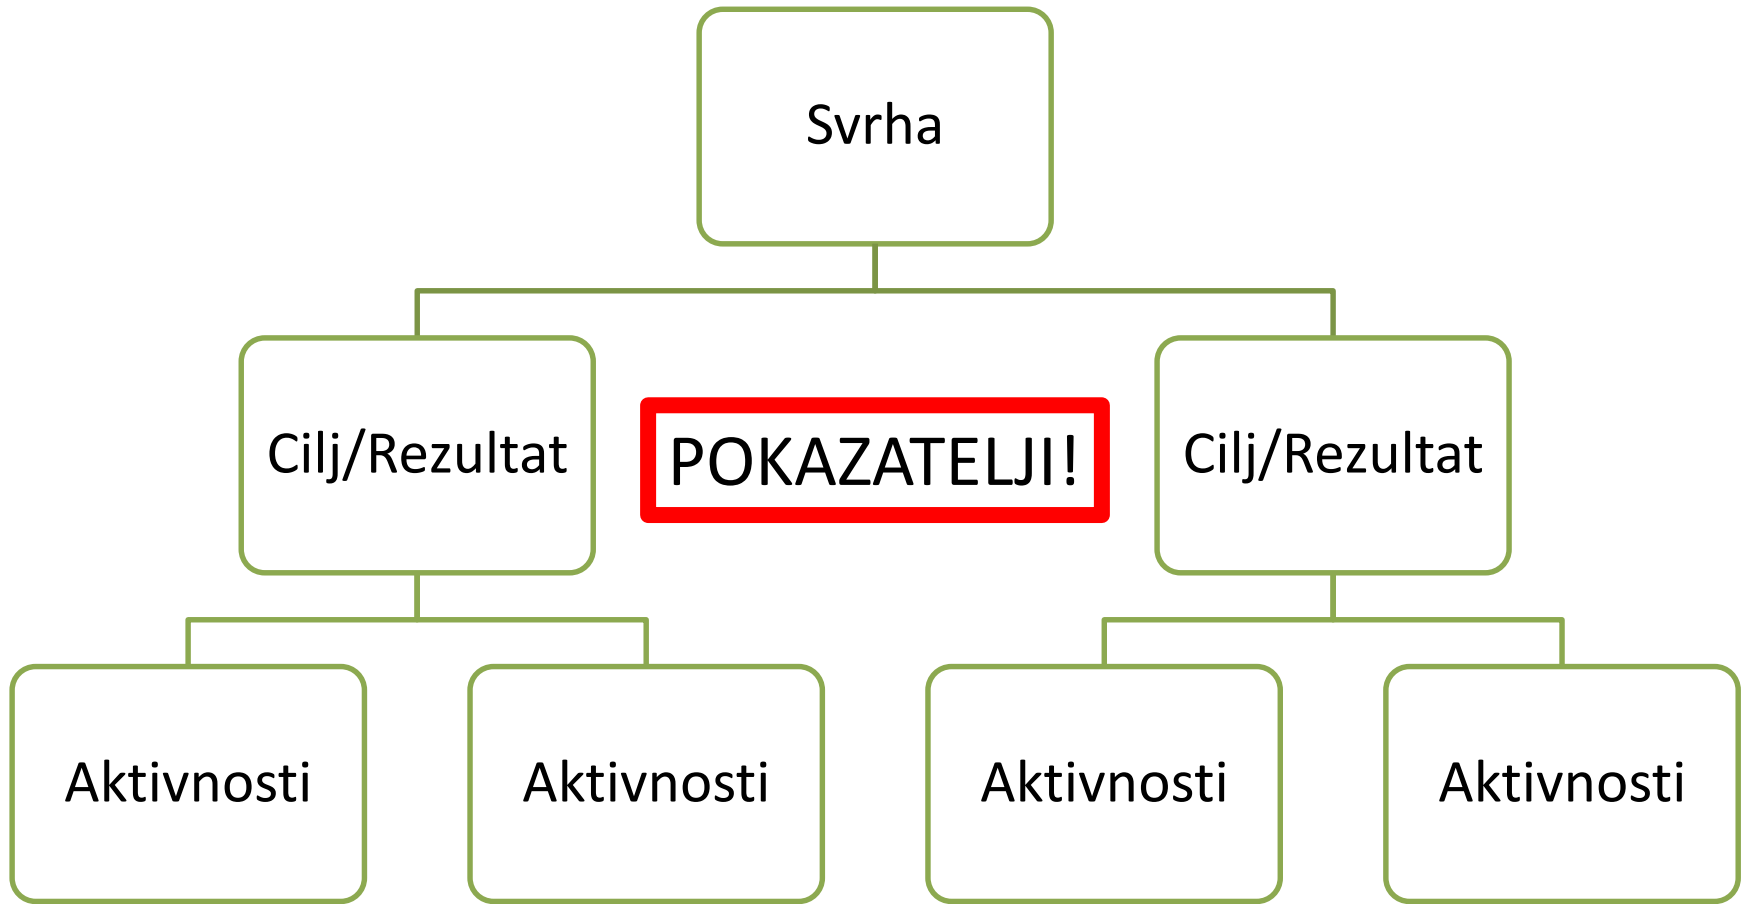 Svrha
Cilj/Rezultat
POKAZATELJI!
Cilj/Rezultat
Aktivnosti
Aktivnosti
Aktivnosti
Aktivnosti